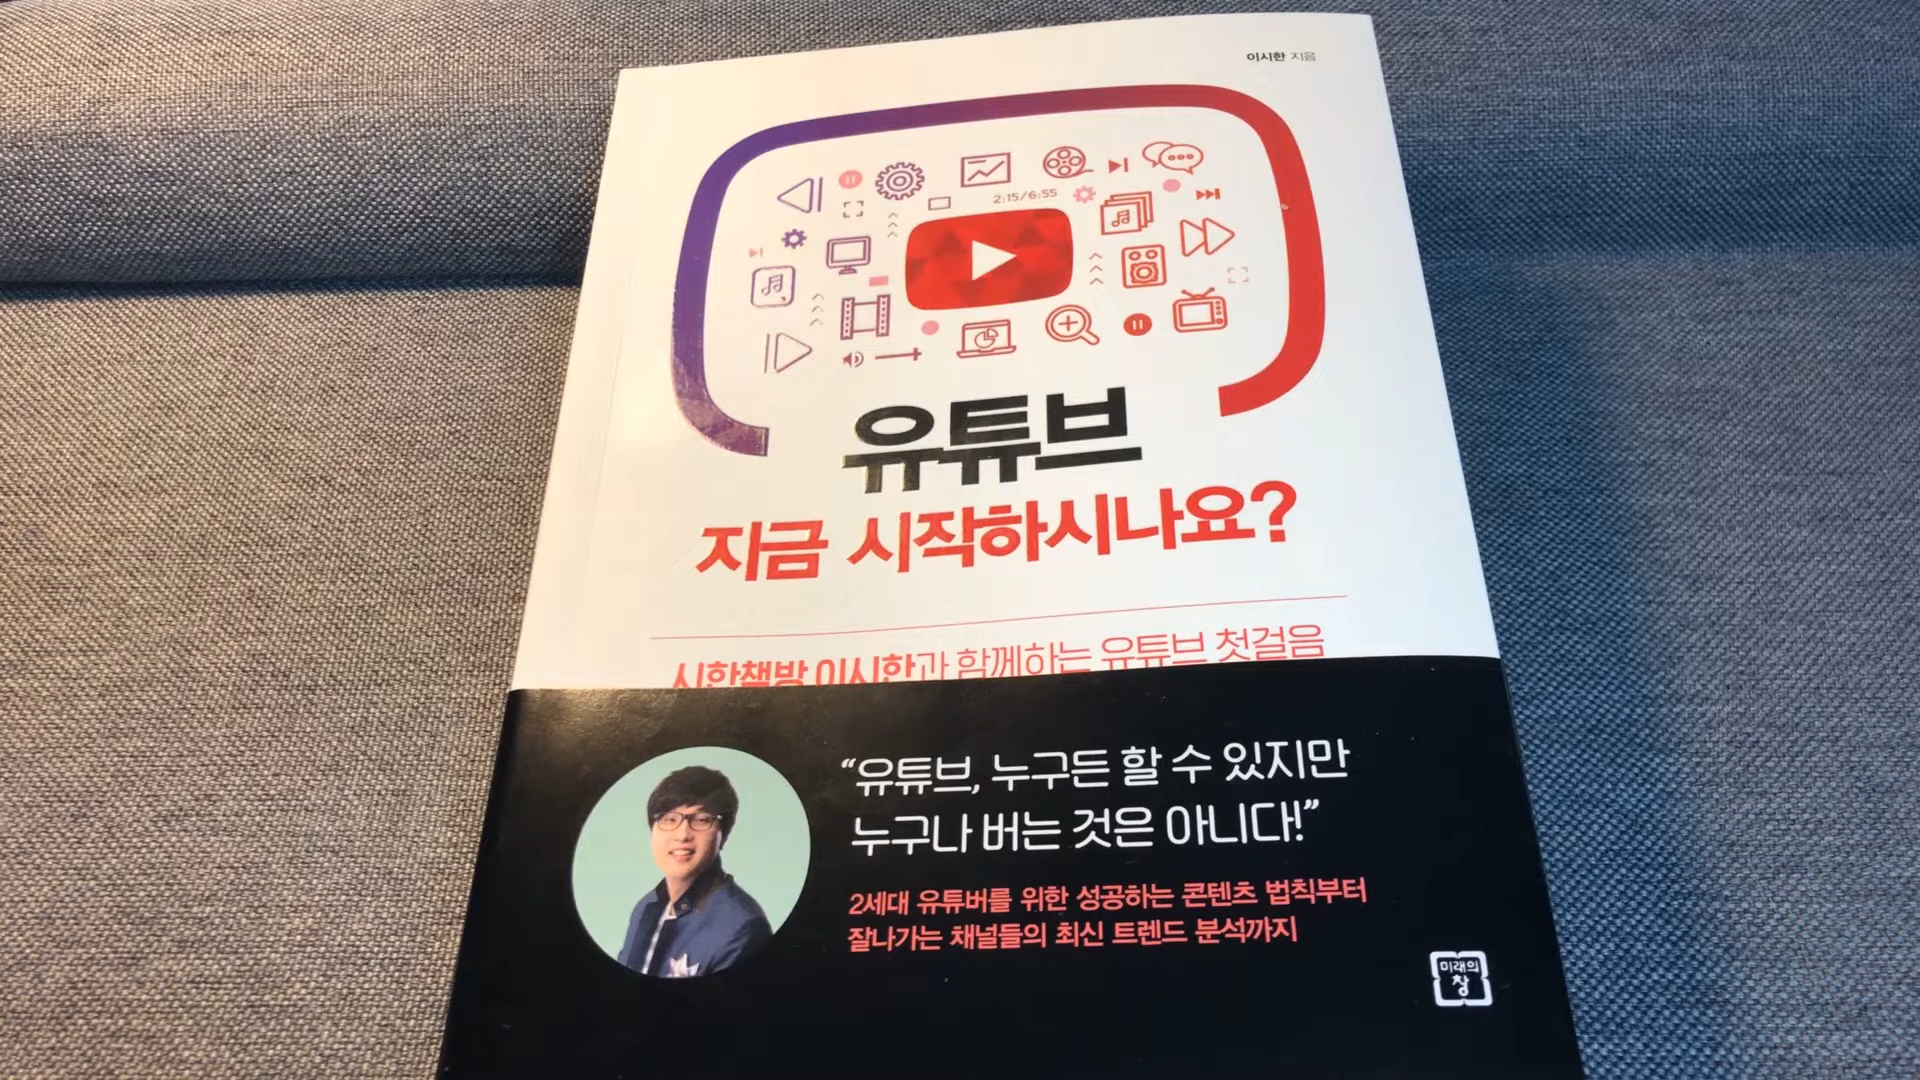 이시한 지음
2:15/6:55
유튜브
지금 시작하시나요?
시한책방 이시한과 함께하는 유튜브 첫걸음
“유튜브, 누구든 할 수 있지만
누구나 버는 것은 아니다!”
2세대 유튜버를 위한 성공하는 콘텐츠 법칙부터
잘나가는 채널들의 최신 트렌드 분석까지
미래의
창